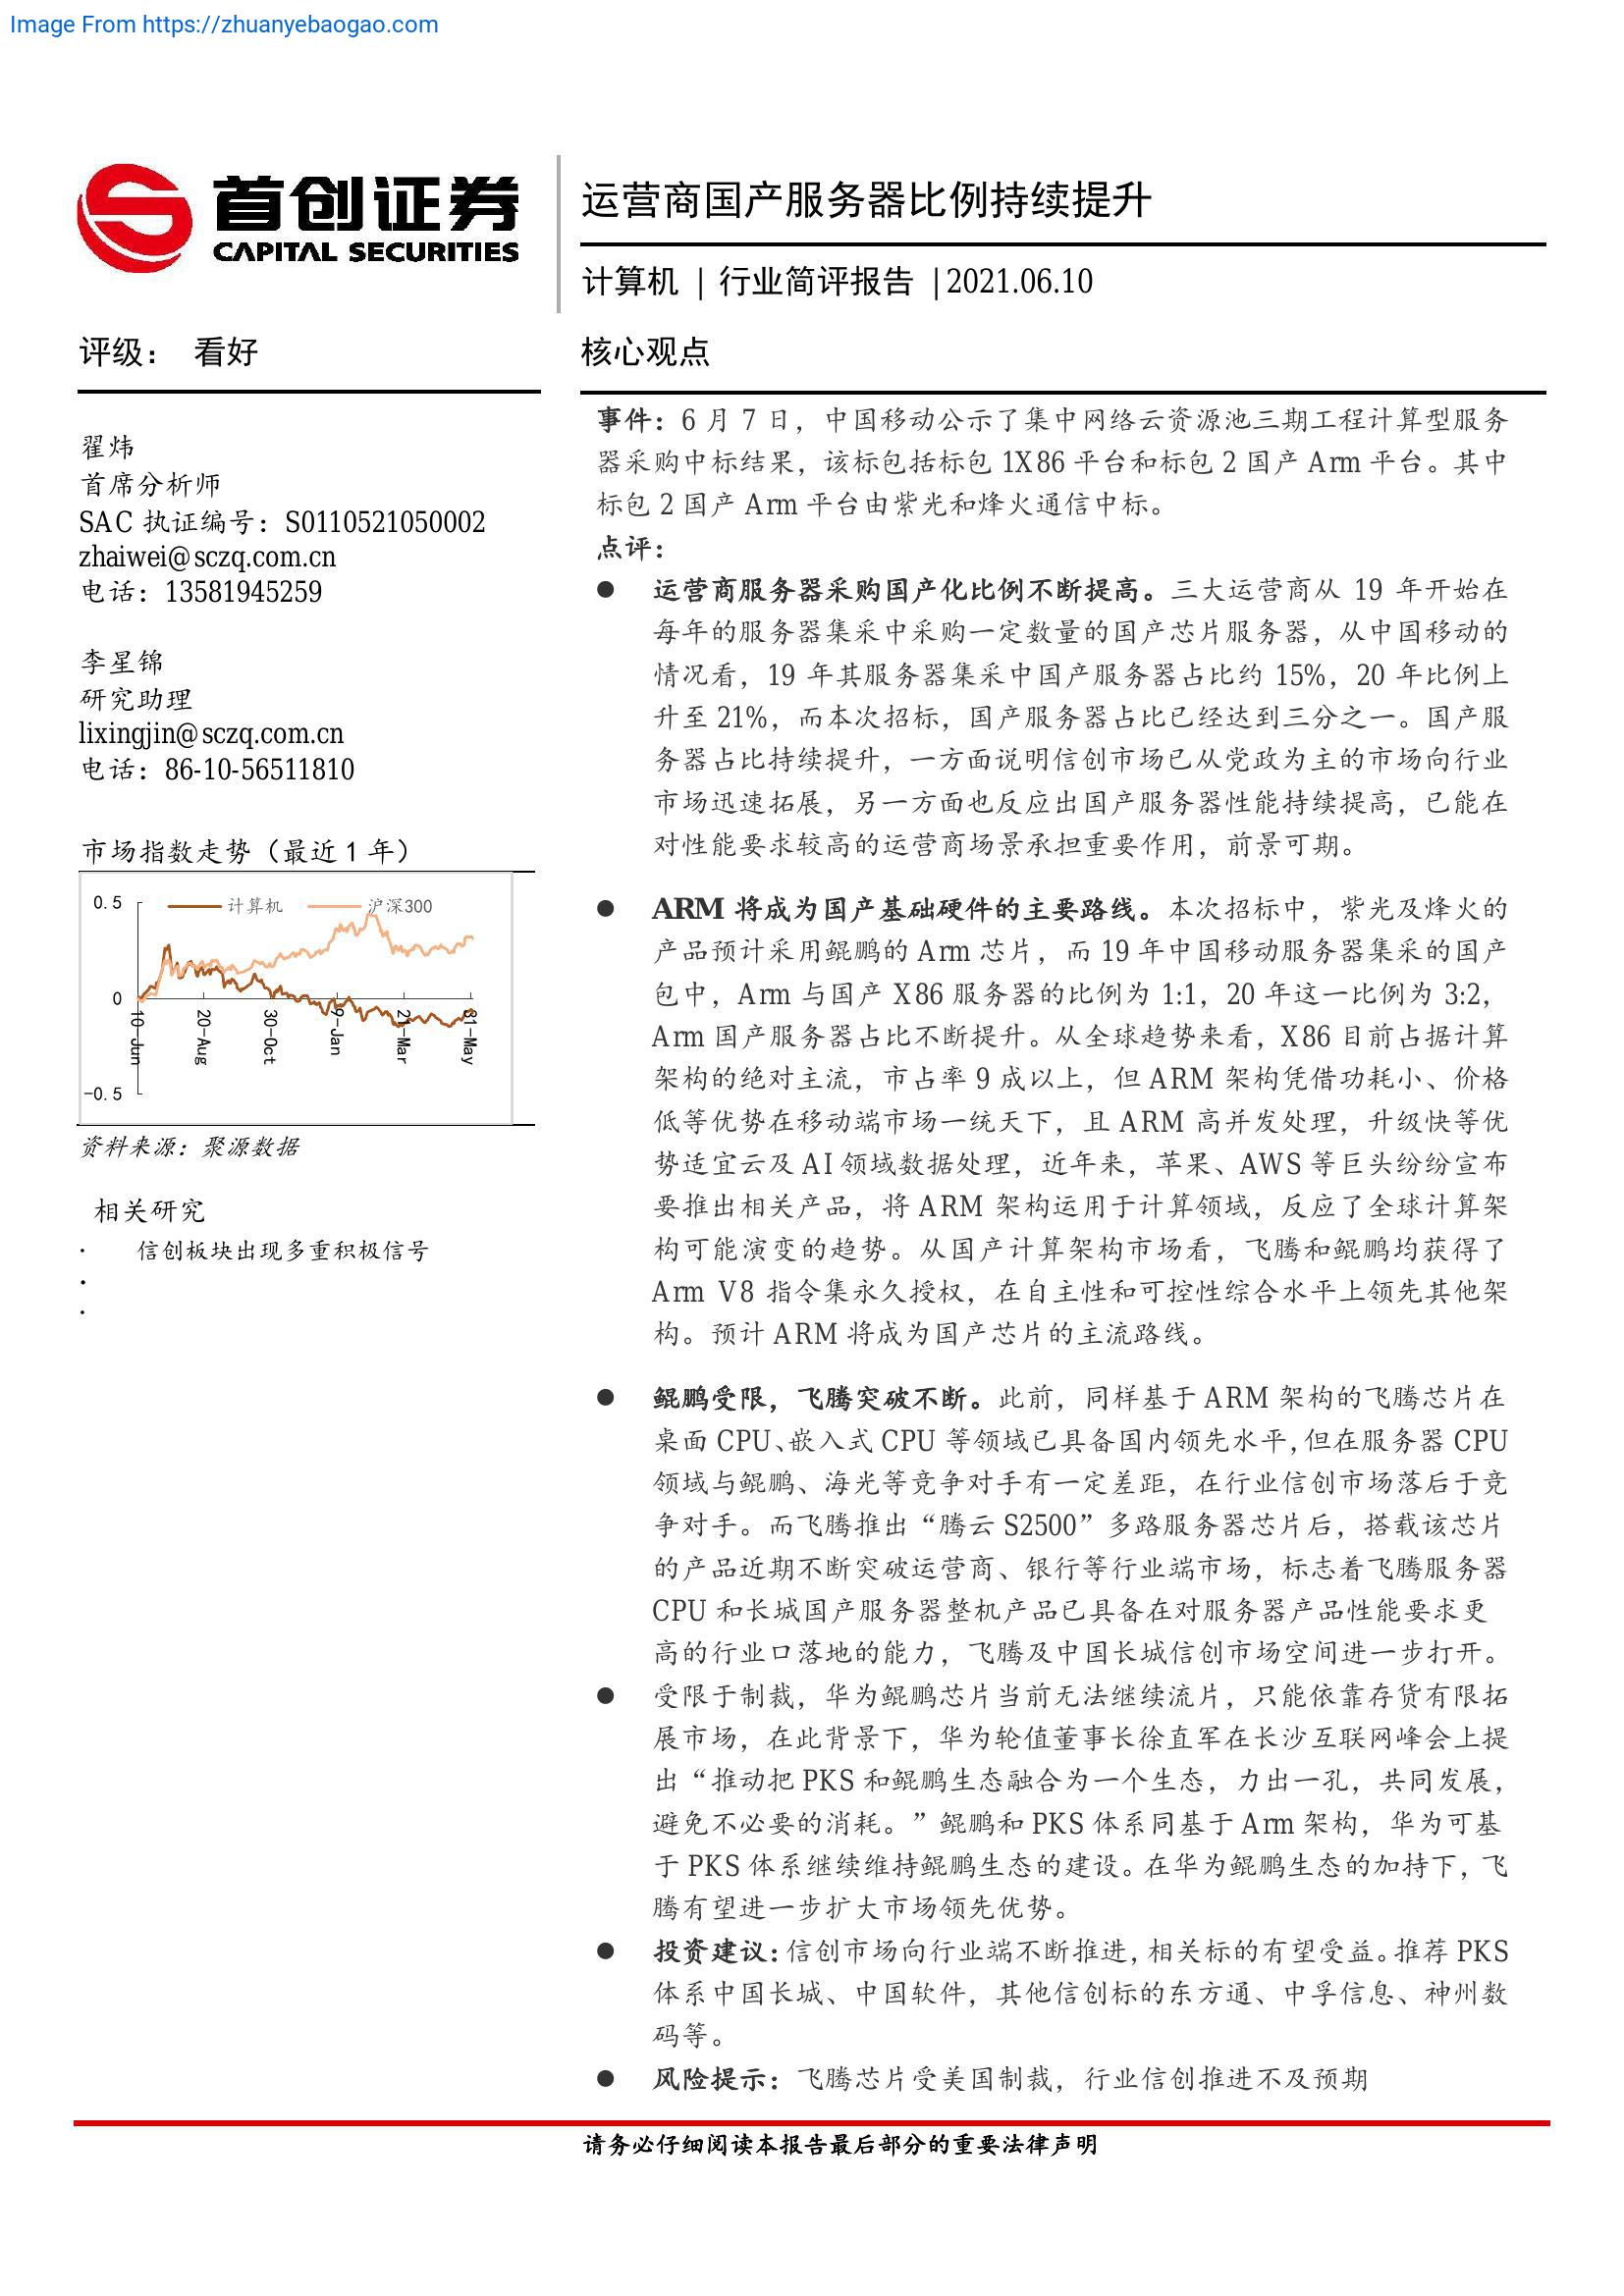 Image From https://zhuanyebaogao.com
首创证券
CAPITAL SECURITIES
运营商国产服务器比例持续提升
计算机 | 行业简评报告 |2021.06.10
评级： 看好
翟炜
首席分析师
SAC 执证编号：S0110521050002
zhaiwei@sczq.com.cn
电话：13581945259
李星锦
研究助理
lixingjin@sczq.com.cn
电话：86-10-56511810
市场指数走势（最近 1 年）
计算机 沪深300
0.5
0
-0.5
10-Jun 20-Aug 30-Oct 9-Jan 21-Mar 31-May
资料来源：聚源数据
相关研究
· 信创板块出现多重积极信号
·
·
核心观点
事件：6 月 7 日，中国移动公示了集中网络云资源池三期工程计算型服务
器采购中标结果，该标包括标包 1X86 平台和标包 2 国产 Arm 平台。其中
标包 2 国产 Arm 平台由紫光和烽火通信中标。
点评：
● 运营商服务器采购国产化比例不断提高。三大运营商从 19 年开始在
每年的服务器集采中采购一定数量的国产芯片服务器，从中国移动的
情况看，19 年其服务器集采中国产服务器占比约 15%，20 年比例上
升至 21%，而本次招标，国产服务器占比已经达到三分之一。国产服
务器占比持续提升，一方面说明信创市场已从党政为主的市场向行业
市场迅速拓展，另一方面也反应出国产服务器性能持续提高，已能在
对性能要求较高的运营商场景承担重要作用，前景可期。
● ARM 将成为国产基础硬件的主要路线。本次招标中，紫光及烽火的
产品预计采用鲲鹏的 Arm 芯片，而 19 年中国移动服务器集采的国产
包中，Arm 与国产 X86 服务器的比例为 1:1，20 年这一比例为 3:2，
Arm 国产服务器占比不断提升。从全球趋势来看，X86 目前占据计算
架构的绝对主流，市占率 9 成以上，但 ARM 架构凭借功耗小、价格
低等优势在移动端市场一统天下，且 ARM 高并发处理，升级快等优
势适宜云及 AI 领域数据处理，近年来，苹果、AWS 等巨头纷纷宣布
要推出相关产品，将 ARM 架构运用于计算领域，反应了全球计算架
构可能演变的趋势。从国产计算架构市场看，飞腾和鲲鹏均获得了
Arm V8 指令集永久授权，在自主性和可控性综合水平上领先其他架
构。预计 ARM 将成为国产芯片的主流路线。
● 鲲鹏受限，飞腾突破不断。此前，同样基于 ARM 架构的飞腾芯片在
桌面 CPU、嵌入式 CPU 等领域已具备国内领先水平，但在服务器 CPU
领域与鲲鹏、海光等竞争对手有一定差距，在行业信创市场落后于竞
争对手。而飞腾推出“腾云 S2500”多路服务器芯片后，搭载该芯片
的产品近期不断突破运营商、银行等行业端市场，标志着飞腾服务器
CPU 和长城国产服务器整机产品已具备在对服务器产品性能要求更
高的行业口落地的能力，飞腾及中国长城信创市场空间进一步打开。
● 受限于制裁，华为鲲鹏芯片当前无法继续流片，只能依靠存货有限拓
展市场，在此背景下，华为轮值董事长徐直军在长沙互联网峰会上提
出“推动把 PKS 和鲲鹏生态融合为一个生态，力出一孔，共同发展，
避免不必要的消耗。”鲲鹏和 PKS 体系同基于 Arm 架构，华为可基
于 PKS 体系继续维持鲲鹏生态的建设。在华为鲲鹏生态的加持下，飞
腾有望进一步扩大市场领先优势。
● 投资建议：信创市场向行业端不断推进，相关标的有望受益。推荐 PKS
体系中国长城、中国软件，其他信创标的东方通、中孚信息、神州数
码等。
● 风险提示：飞腾芯片受美国制裁，行业信创推进不及预期
请务必仔细阅读本报告最后部分的重要法律声明